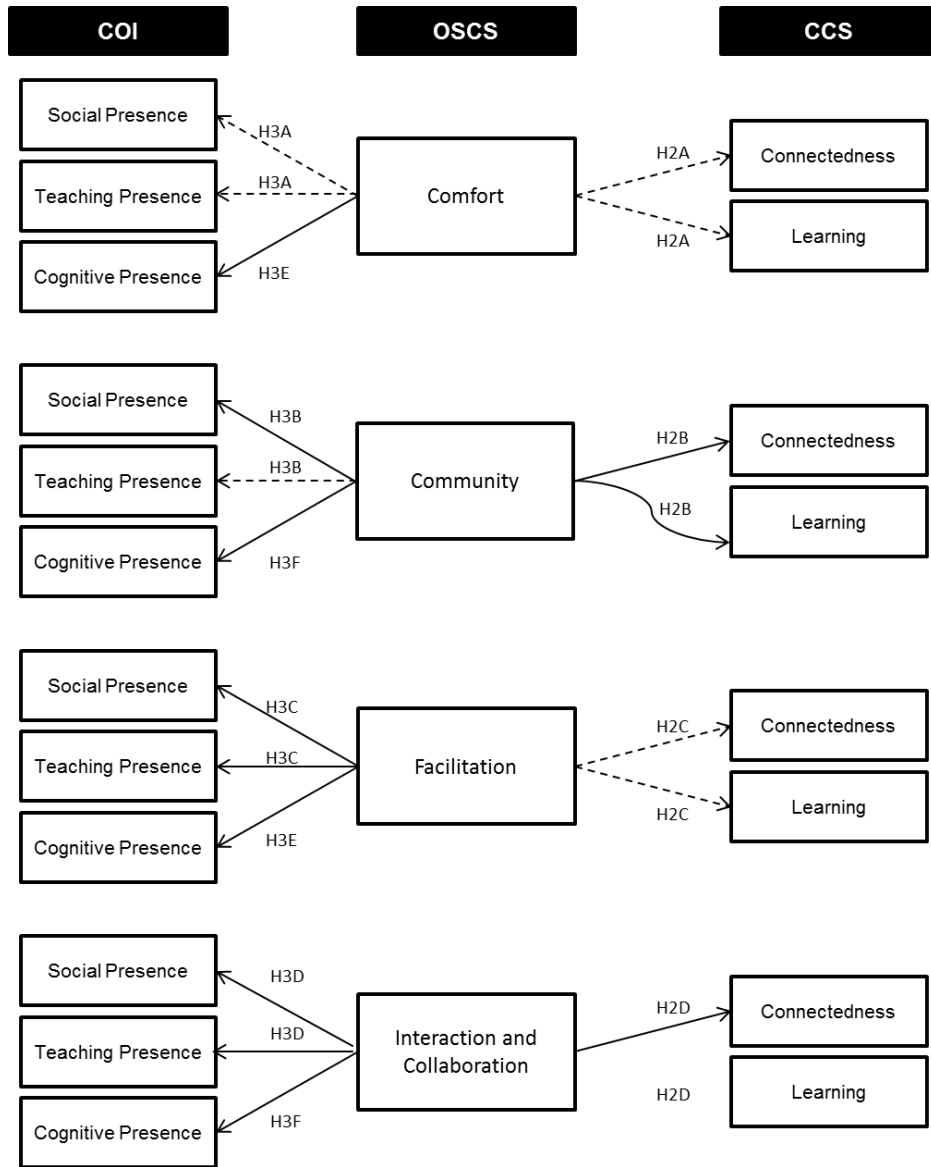 COI
OSCS
CCS
Social Presence
H3A
Teaching Presence
H3A
Cognitive Presence
H3E
Comfort
H2A
Connectedness
H2A
Learning
Social Presence
H3B
Teaching Presence
H3B
Cognitive Presence
H3F
Community
H2B
Connectedness
H2B
Learning
Social Presence
H3C
Teaching Presence
H3C
Cognitive Presence
H3E
Facilitation
H2C
Connectedness
H2C
Learning
Social Presence
H3D
Teaching Presence
H3D
Cognitive Presence
H3F
Interaction and
Collaboration
H2D
Connectedness
H2D
Learning